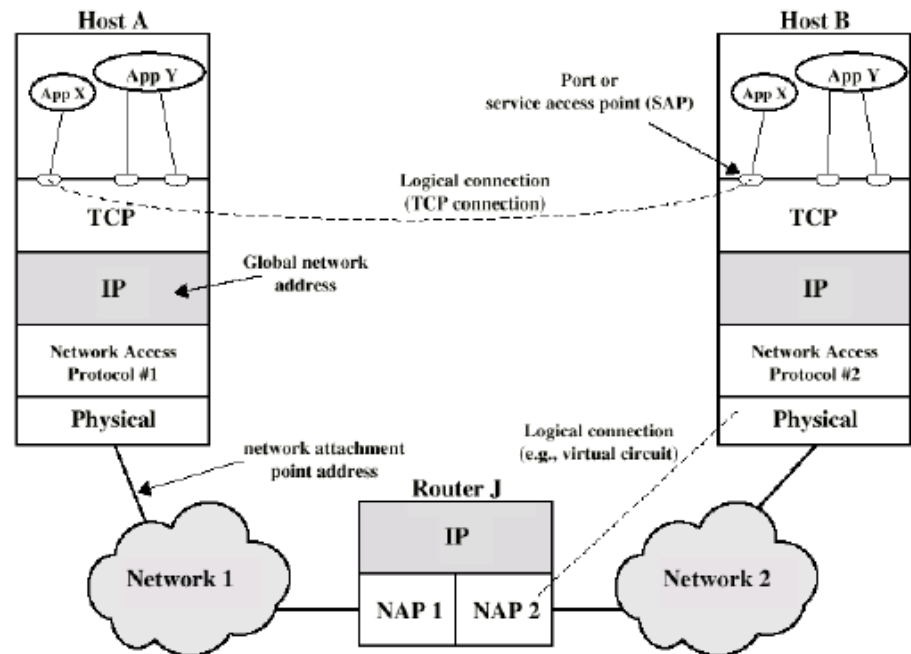 Host A
Host B
App X
App Y
Port or
service access point (SAP)
App X
App Y
Logical connection
(TCP connection)
TCP
TCP
Global network
address
IP
IP
Network Access
Protocol #1
Network Access
Protocol #2
Physical
Physical
Logical connection
(e.g., virtual circuit)
network attachment
point address
Router J
IP
Network 1
NAP 1
NAP 2
Network 2